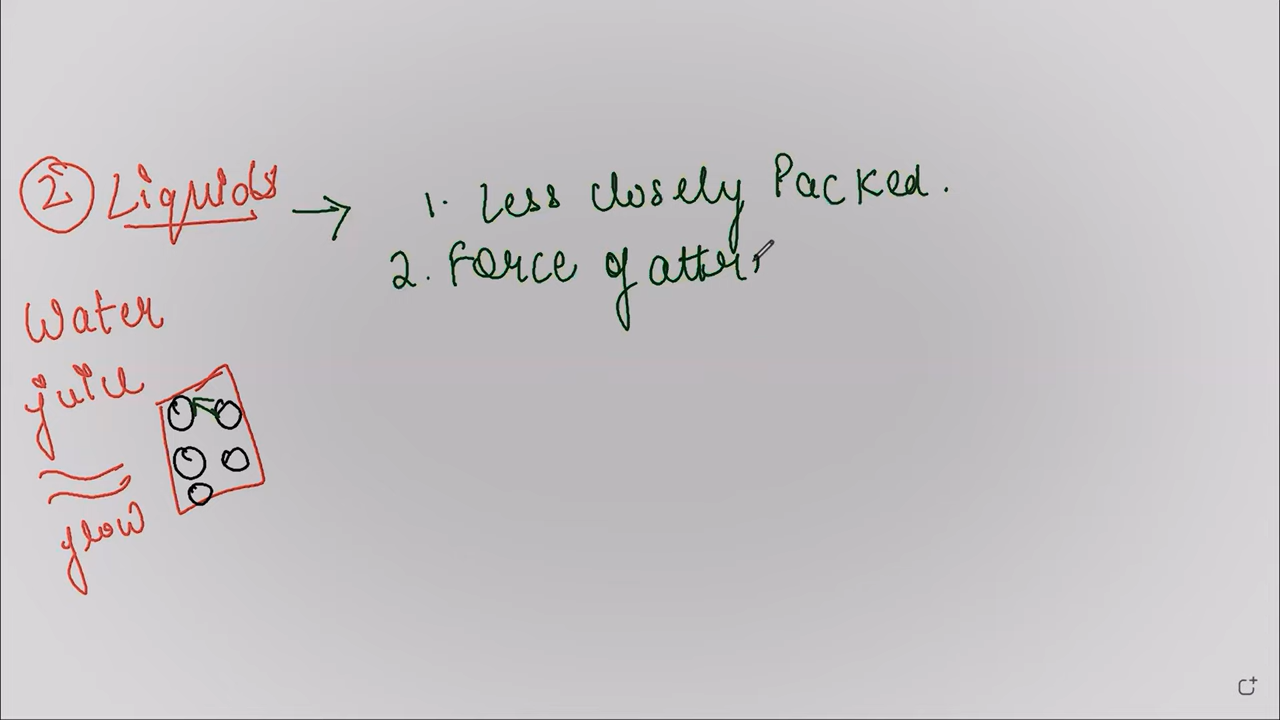 2 Liquids → 1. Less closely Packed.
2. Force of attr
Water
juice
flow